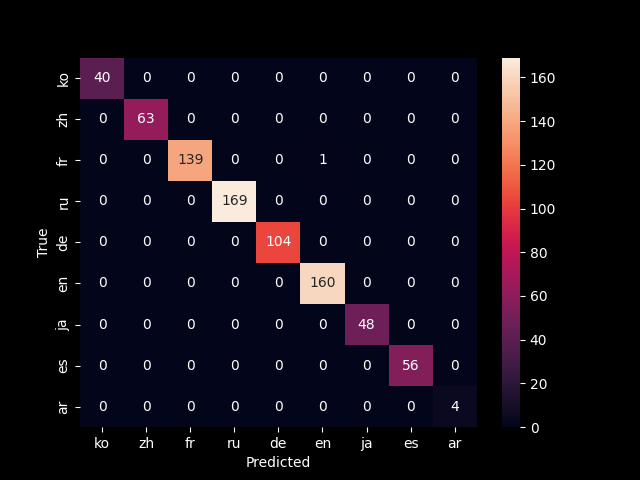 ko 40 0 0 0 0 0 0 0 0
zh 0 63 0 0 0 0 0 0 0
fr 0 0 139 0 0 1 0 0 0
ru 0 0 0 169 0 0 0 0 0
de 0 0 0 0 104 0 0 0 0
en 0 0 0 0 0 160 0 0 0
ja 0 0 0 0 0 0 48 0 0
es 0 0 0 0 0 0 0 56 0
ar 0 0 0 0 0 0 0 0 4
ko zh fr ru de en ja es ar
Predicted
True
160
140
120
100
80
60
40
20
0